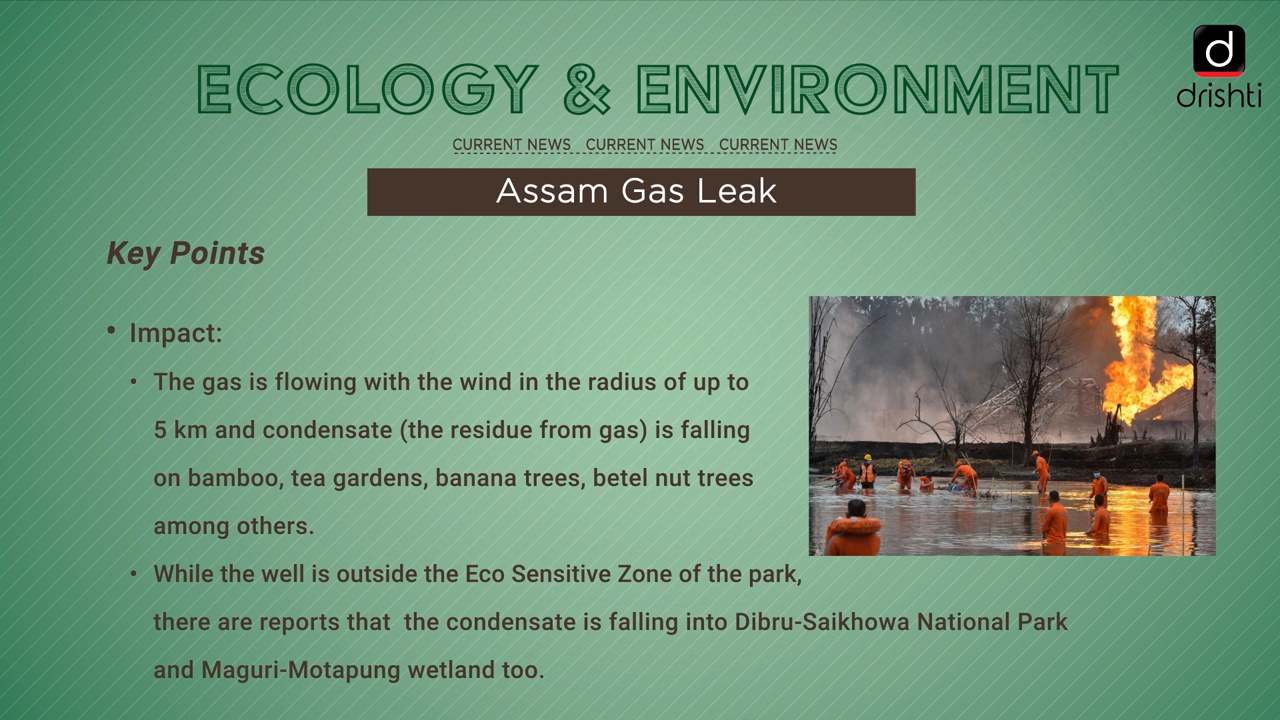 ECOLOGY & ENVIRONMENT
d
drishti
CURRENT NEWS CURRENT NEWS CURRENT NEWS
Assam Gas Leak
Key Points
• Impact:
• The gas is flowing with the wind in the radius of up to
5 km and condensate (the residue from gas) is falling
on bamboo, tea gardens, banana trees, betel nut trees
among others.
• While the well is outside the Eco Sensitive Zone of the park,
there are reports that the condensate is falling into Dibru-Saikhowa National Park
and Maguri-Motapung wetland too.